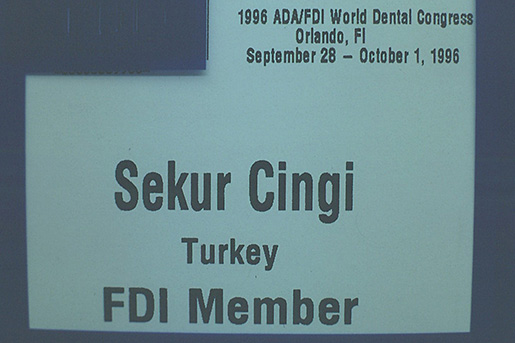 1996 ADA/FDI World Dental Congress
Orlando, Fl
September 28 – October 1, 1996
Sekur Cingi
Turkey
FDI Member